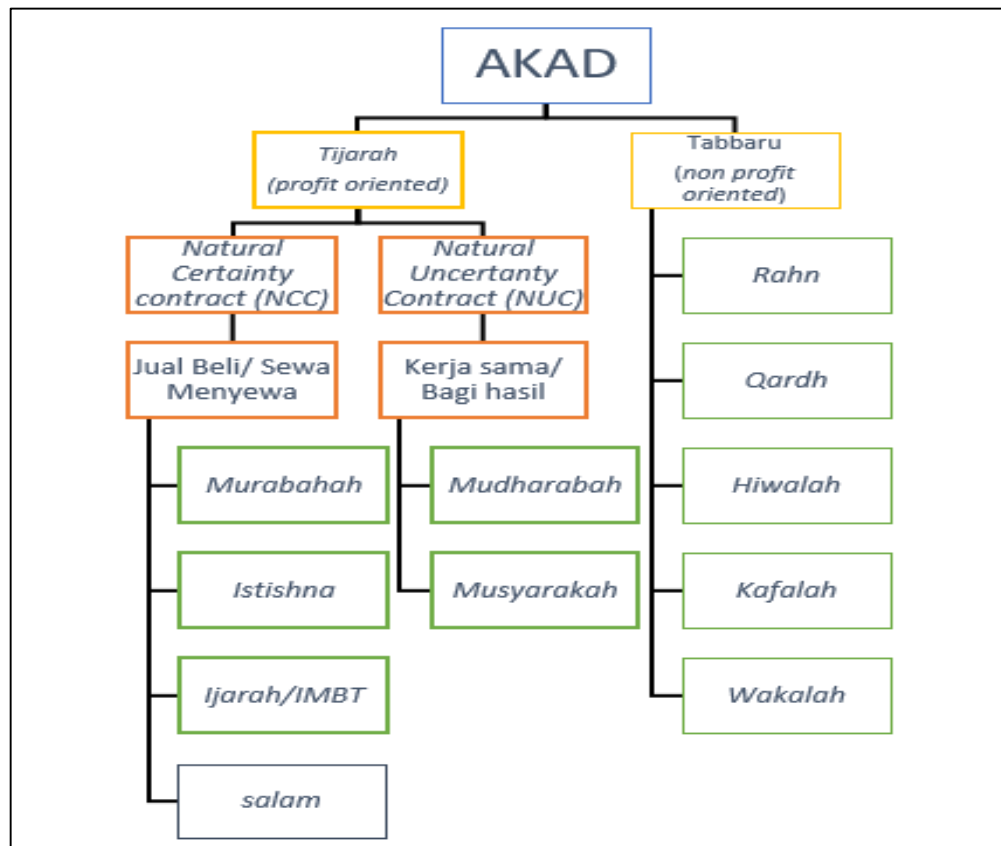 AKAD
Tijarah
(profit oriented)
Tabbaru
(non profit
oriented)
Natural
Certainty
contract (NCC)
Natural
Uncertanty
Contract (NUC)
Jual Beli/ Sewa
Menyewa
Kerja sama/
Bagi hasil
Murabahah
Istishna
Ijarah/IMBT
salam
Mudharabah
Musyarakah
Rahn
Qardh
Hiwalah
Kafalah
Wakalah